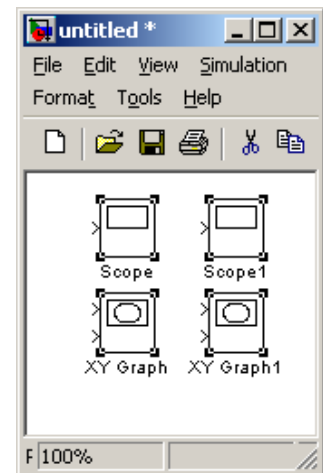 untitled *
File Edit View Simulation
Format Tools Help
Scope Scope1
XY Graph XY Graph1
F 100%